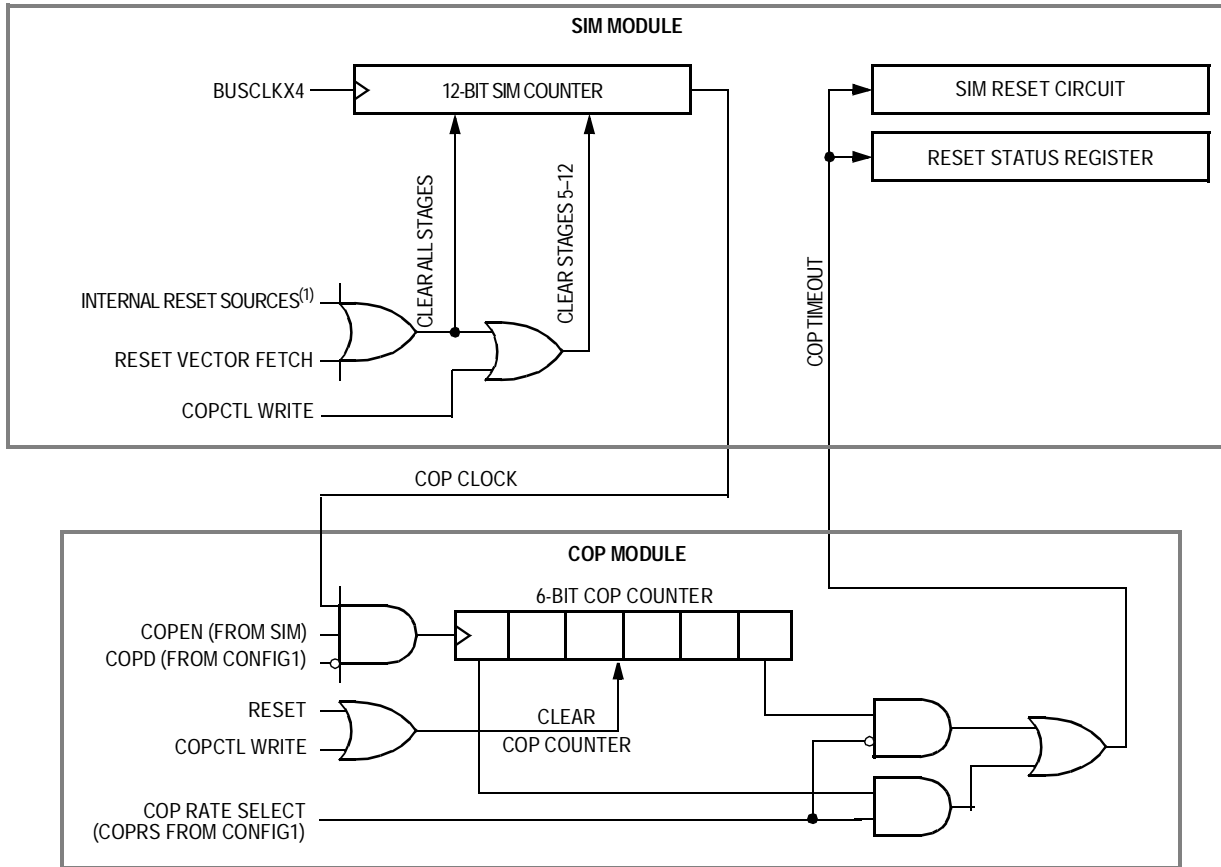 SIM MODULE
BUSCLKX4
12-BIT SIM COUNTER
SIM RESET CIRCUIT
RESET STATUS REGISTER
CLEAR ALL STAGES
CLEAR STAGES 5–12
COP TIMEOUT
INTERNAL RESET SOURCES(1)
RESET VECTOR FETCH
COPCTL WRITE
COP CLOCK
COP MODULE
6-BIT COP COUNTER
COPEN (FROM SIM)
COPD (FROM CONFIG1)
RESET
COPCTL WRITE
CLEAR
COP COUNTER
COP RATE SELECT
(COPRS FROM CONFIG1)